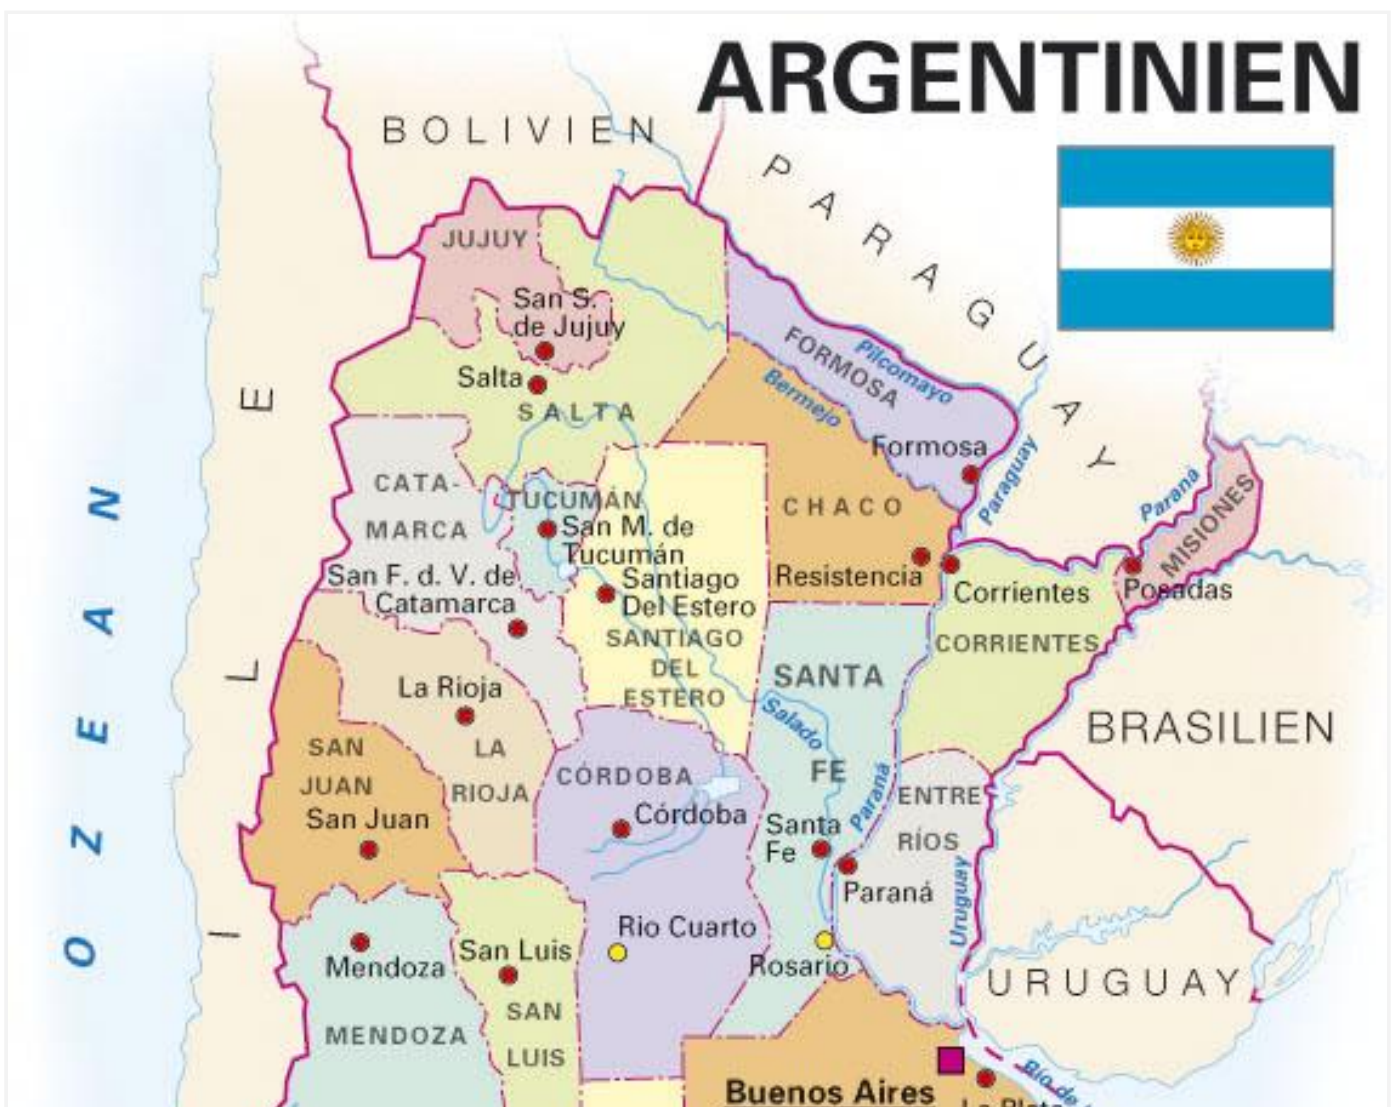 ARGENTINIEN
BOLIVIEN
PARAGUAY
JUJUY
San S.
de Jujuy
Salta
SALTA
FORMOSA
Pilcomayo
Bermejo
Formosa
Paraguay
CATA-
MARCA
TUCUMÁN
San M. de
Tucumán
CHACO
Paraná
MISIONES
San F. d. V. de
Catamarca
Santiago
Del Estero
Resistencia
Corrientes
Posadas
SANTIAGO
DEL
ESTERO
CORRIENTES
OZEAN
La Rioja
SANTA
FE
Salado
BRASILIEN
SAN
JUAN
LA
RIOJA
CÓRDOBA
Paraná
ENTRE
RÍOS
San Juan
Córdoba
Santa
Fe
Paraná
Uruguay
Rio Cuarto
Mendoza
San Luis
Rosario
URUGUAY
MENDOZA
SAN
LUIS
Buenos Aires
Río de
ILE